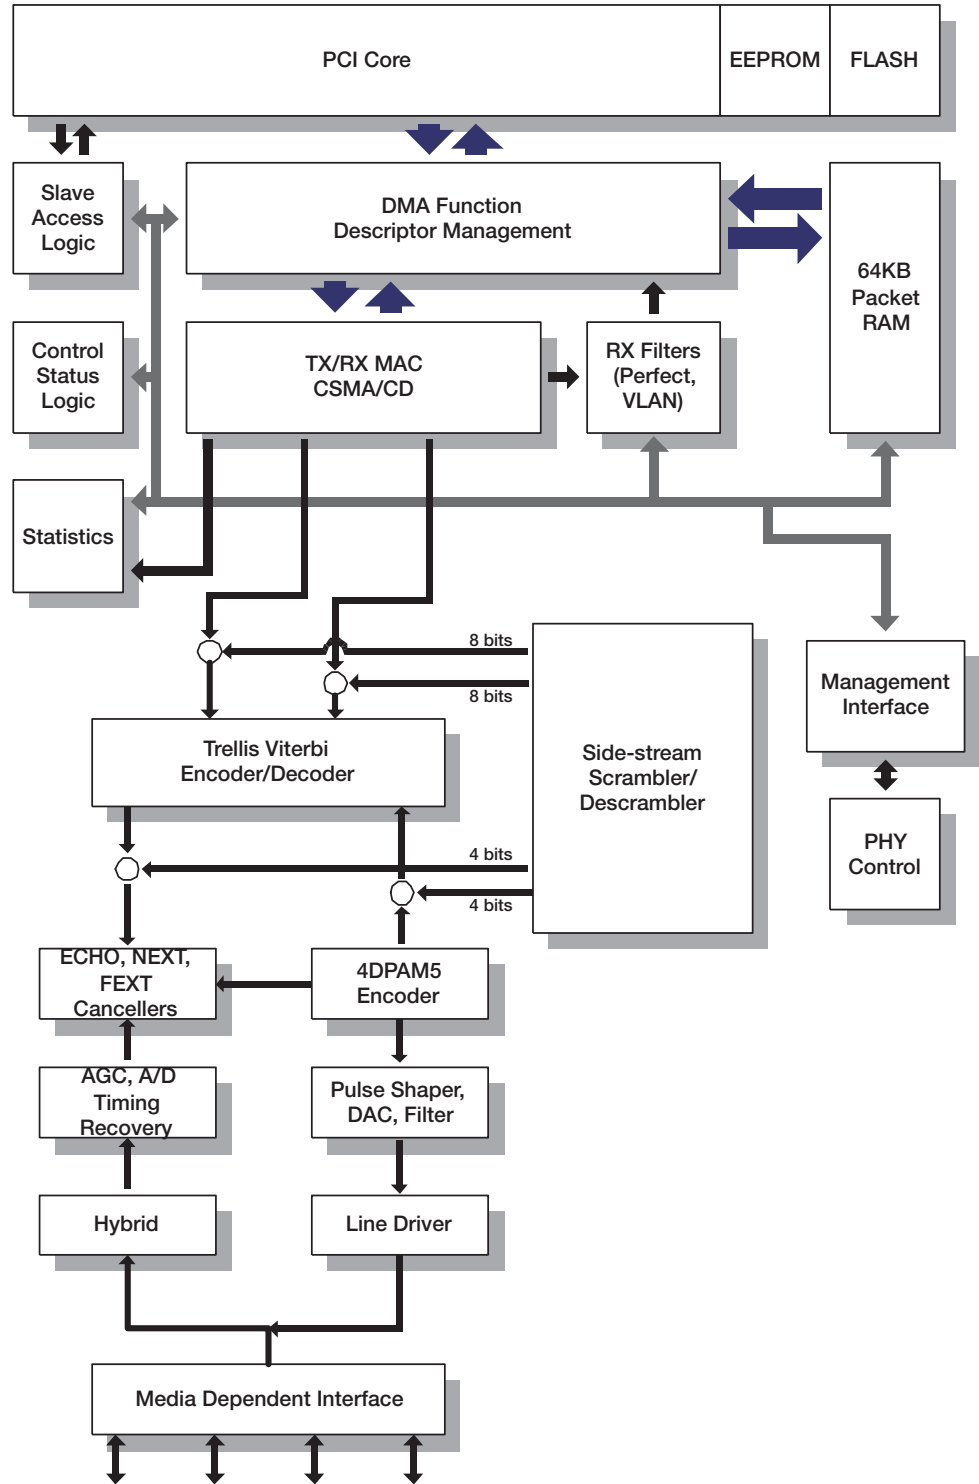 PCI Core
EEPROM
FLASH
Slave
Access
Logic
DMA Function
Descriptor Management
64KB
Packet
RAM
Control
Status
Logic
TX/RX MAC
CSMA/CD
RX Filters
(Perfect,
VLAN)
Statistics
8 bits
8 bits
Management
Interface
Trellis Viterbi
Encoder/Decoder
Side-stream
Scrambler/
Descrambler
4 bits
4 bits
PHY
Control
ECHO, NEXT,
FEXT
Cancellers
4DPAM5
Encoder
AGC, A/D
Timing
Recovery
Pulse Shaper,
DAC, Filter
Hybrid
Line Driver
Media Dependent Interface